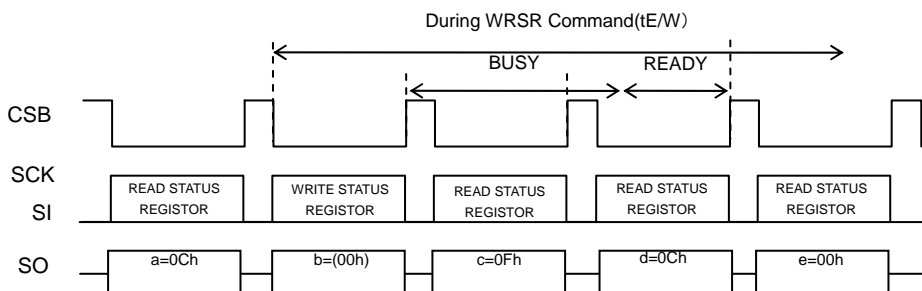 During WRSR Command(tE/W)
BUSY
READY
CSB
SCK
READ STATUS
REGISTOR
WRITE STATUS
REGISTOR
READ STATUS
REGISTOR
READ STATUS
REGISTOR
READ STATUS
REGISTOR
SI
SO
a=0Ch
b=(00h)
c=0Fh
d=0Ch
e=00h